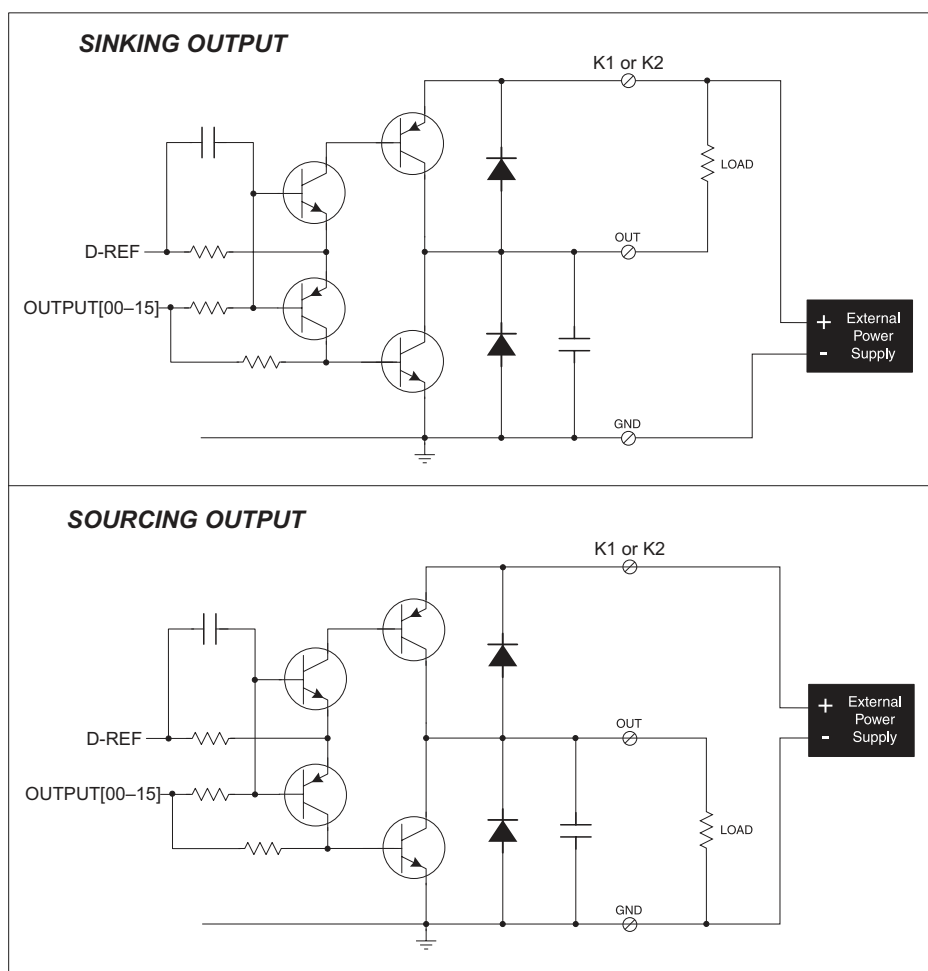 SINKING OUTPUT
K1 or K2
LOAD
D-REF
OUT
OUTPUT[00–15]
+ External
Power
- Supply
GND
SOURCING OUTPUT
K1 or K2
+ External
Power
- Supply
OUT
D-REF
OUTPUT[00–15]
LOAD
GND